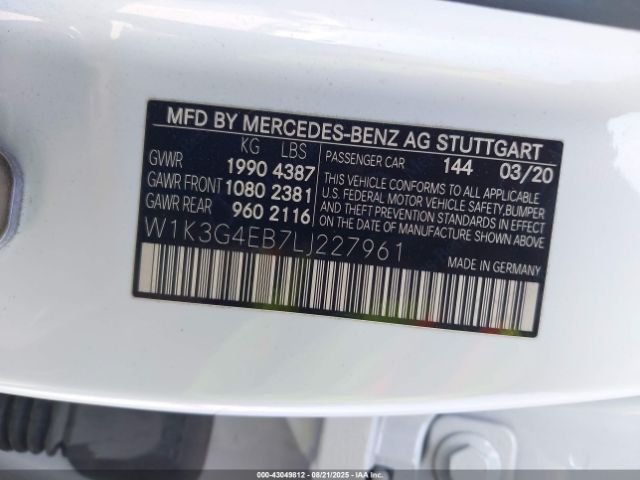 MFD BY MERCEDES-BENZ AG STUTTGART
KG LBS
GVWR 1990 4387
GAWR FRONT 1080 2381
GAWR REAR 960 2116
PASSENGER CAR 144 03/20
THIS VEHICLE CONFORMS TO ALL APPLICABLE
U.S. FEDERAL MOTOR VEHICLE SAFETY, BUMPER
AND THEFT PREVENTION STANDARDS IN EFFECT
ON THE DATE OF MANUFACTURE SHOWN ABOVE
W1K3G4EB7LJ227961
MADE IN GERMANY
000-43049812 - 08/21/2025 - IAA Inc.